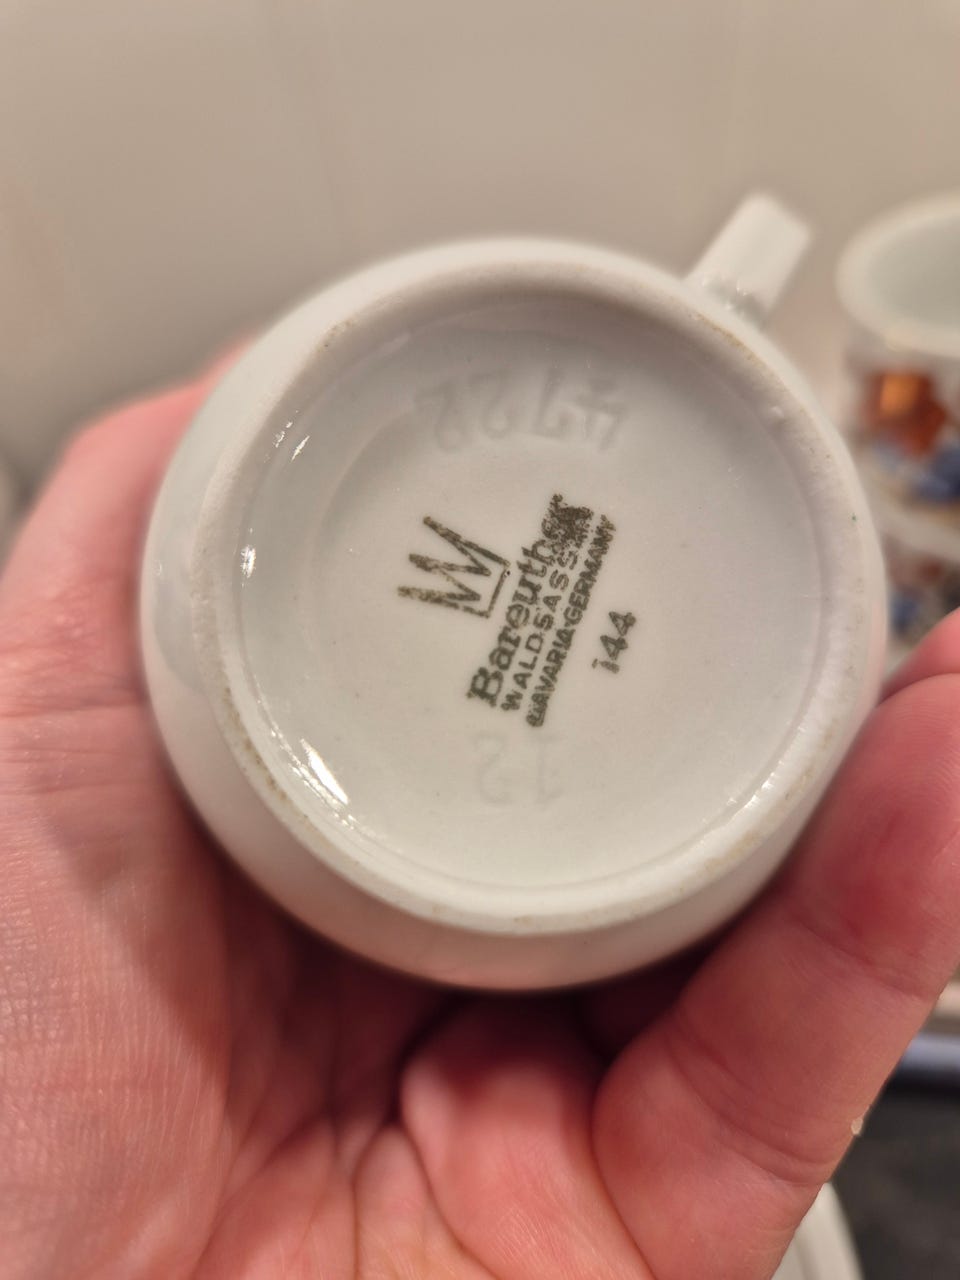 W
Bareuther
WALDSASSEN
BAVARIA·GERMANY
144